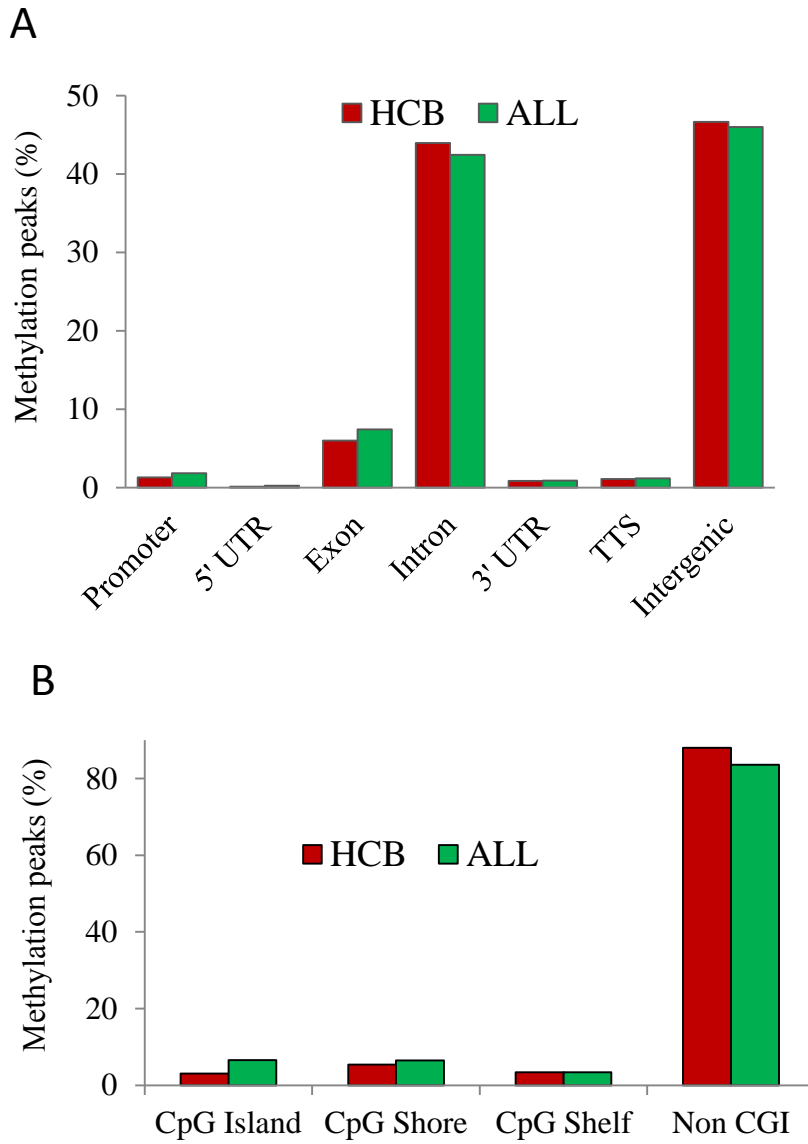 A
HCB ALL
Methylation peaks (%)
50
40
30
20
10
0
Promoter
5' UTR
Exon
Intron
3' UTR
TTS
Intergenic
B
HCB ALL
Methylation peaks (%)
80
60
40
20
0
CpG Island CpG Shore CpG Shelf Non CGI